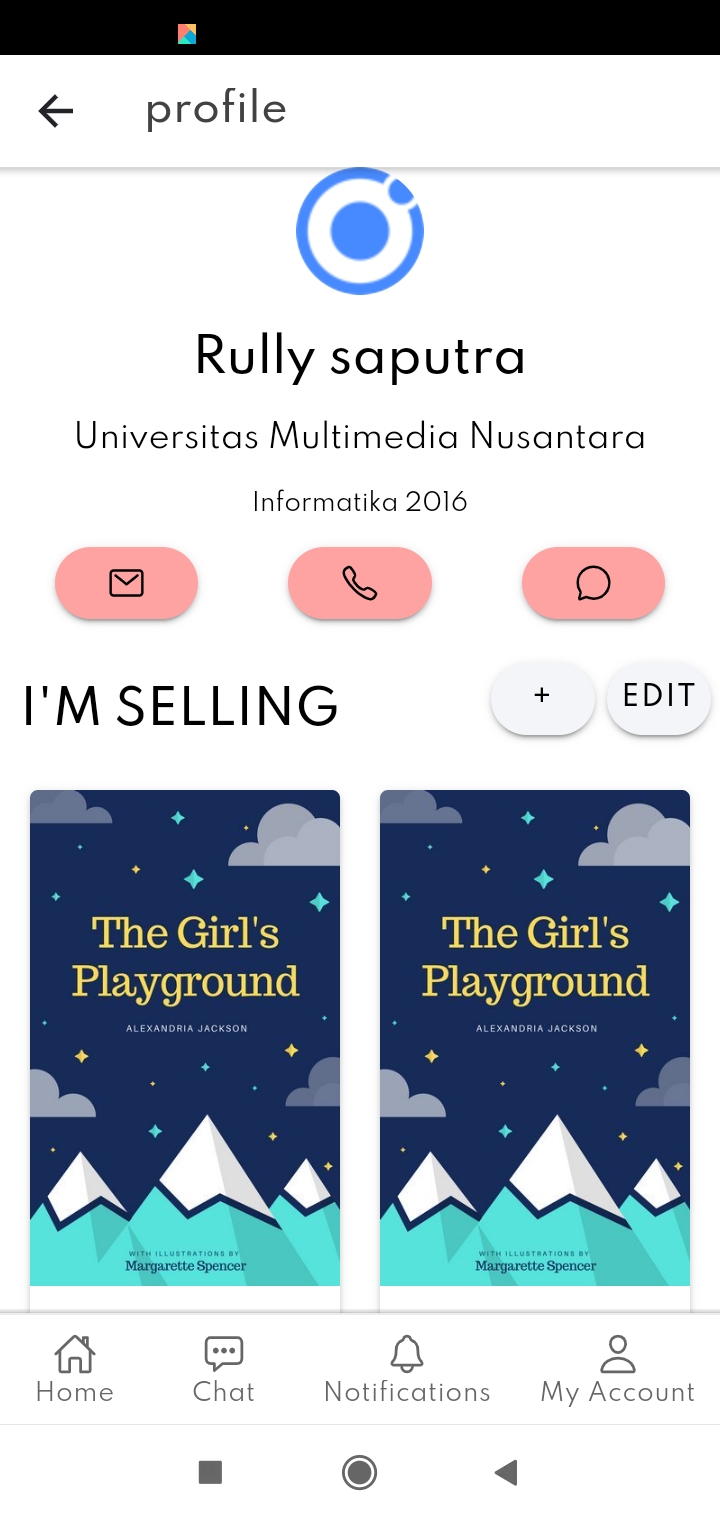 profile
Rully saputra
Universitas Multimedia Nusantara
Informatika 2016
I'M SELLING
+
EDIT
The Girl's
Playground
ALEXANDRIA JACKSON
WITH ILLUSTRATIONS BY
Margarette Spencer
The Girl's
Playground
ALEXANDRIA JACKSON
WITH ILLUSTRATIONS BY
Margarette Spencer
Home
Chat
Notifications
My Account